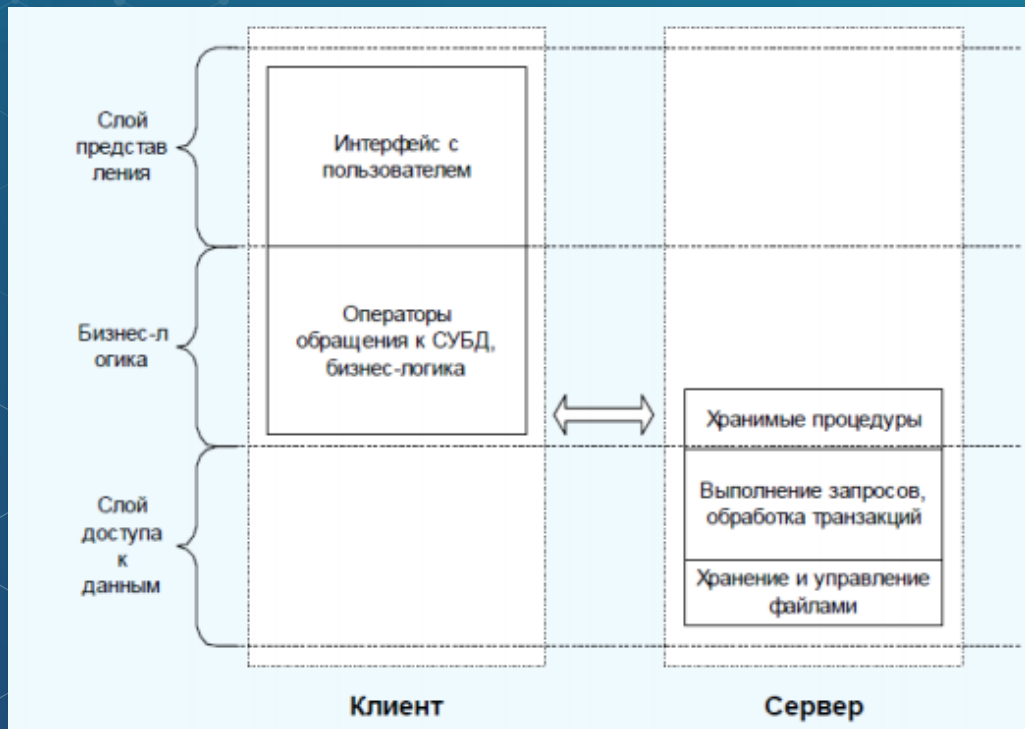 Слой
представ
ления
Интерфейс с
пользователем
Бизнес-л
огика
Операторы
обращения к СУБД,
бизнес-логика
Хранимые процедуры
Слой
доступа
к
данным
Выполнение запросов,
обработка транзакций
Хранение и управление
файлами
Клиент
Сервер